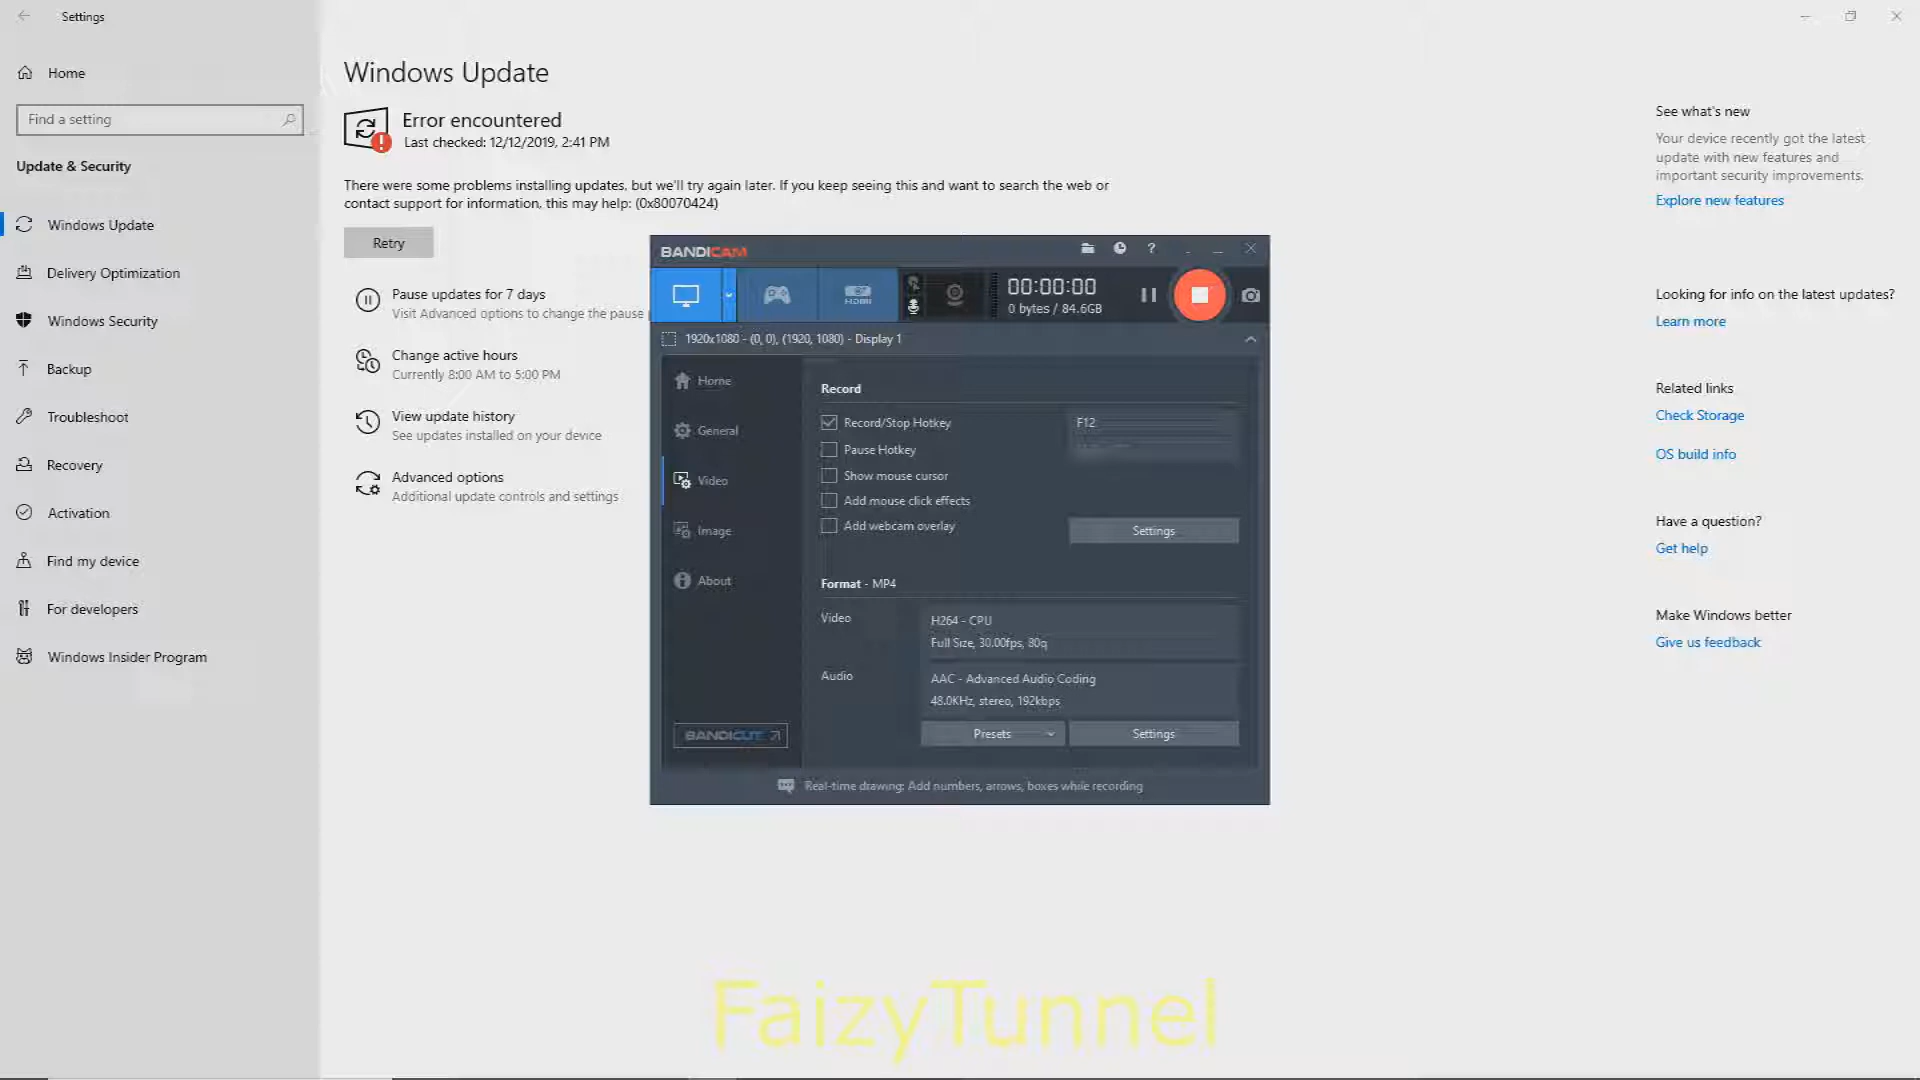 Settings
Home
Find a setting
Update & Security
Windows Update
Delivery Optimization
Windows Security
Backup
Troubleshoot
Recovery
Activation
Find my device
For developers
Windows Insider Program
Windows Update
Error encountered
Last checked: 12/12/2019, 2:41 PM
There were some problems installing updates, but we'll try again later. If you keep seeing this and want to search the web or
contact support for information, this may help: (0x80070424)
Retry
Pause updates for 7 days
Visit Advanced options to change the pause
Change active hours
Currently 8:00 AM to 5:00 PM
View update history
See updates installed on your device
Advanced options
Additional update controls and settings
BANDICAM
?
HDMI
00:00:00
0 bytes / 84.6GB
1920x1080 - (0, 0), (1920, 1080) - Display 1
Home
General
Video
Image
About
BANDICUT
Record
Record/Stop Hotkey
F12
Pause Hotkey
Show mouse cursor
Add mouse click effects
Add webcam overlay
Settings
Format - MP4
Video
H264 - CPU
Full Size, 30.00fps, 80q
Audio
AAC - Advanced Audio Coding
48.0KHz, stereo, 192kbps
Presets
Settings
Real-time drawing: Add numbers, arrows, boxes while recording
See what's new
Your device recently got the latest
update with new features and
important security improvements.
Explore new features
Looking for info on the latest updates?
Learn more
Related links
Check Storage
OS build info
Have a question?
Get help
Make Windows better
Give us feedback
FaizyTunnel